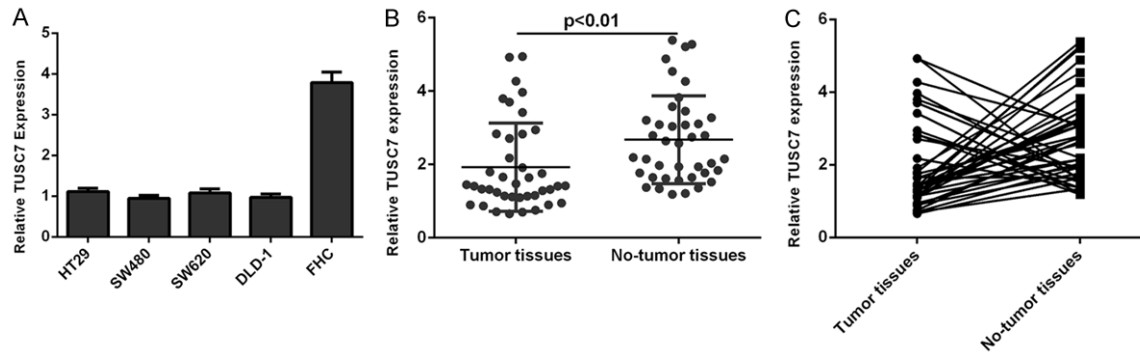 A
Relative TUSC7 Expression
5
4
3
2
1
0
HT29
SW480
SW620
DLD-1
FHC
B
Relative TUSC7 expression
6
4
2
0
p<0.01
Tumor tissues
No-tumor tissues
C
Relative TUSC7 expression
6
4
2
0
Tumor tissues
No-tumor tissues